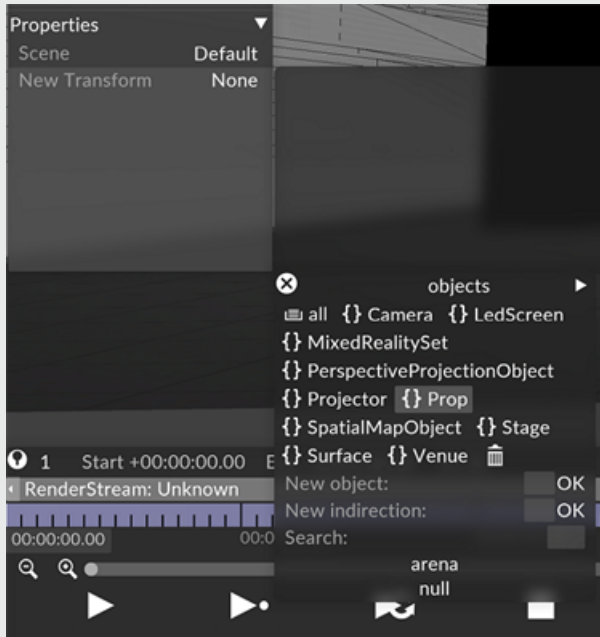 Properties
Scene Default
New Transform None
objects
all {} Camera {} LedScreen
{} MixedRealitySet
{} PerspectiveProjectionObject
{} Projector {} Prop
{} SpatialMapObject {} Stage
{} Surface {} Venue
New object: OK
New indirection: OK
Search:
arena
null
1 Start +00:00:00.00 E
RenderStream: Unknown
00:00:00.00 00:0